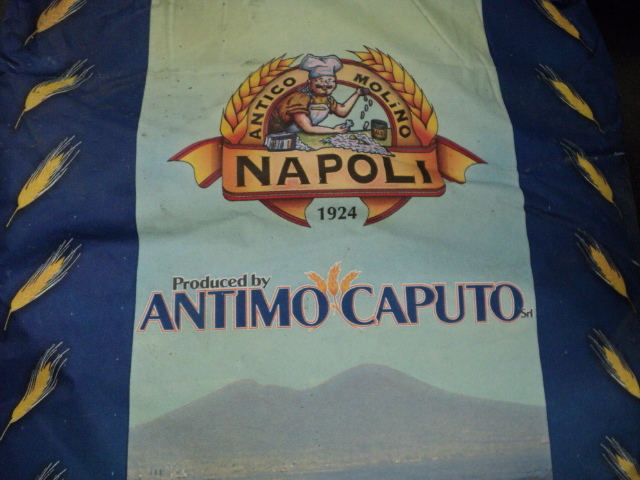 ANTICO MOLINO
NAPOLI
1924
Produced by
ANTIMO CAPUTO Srl